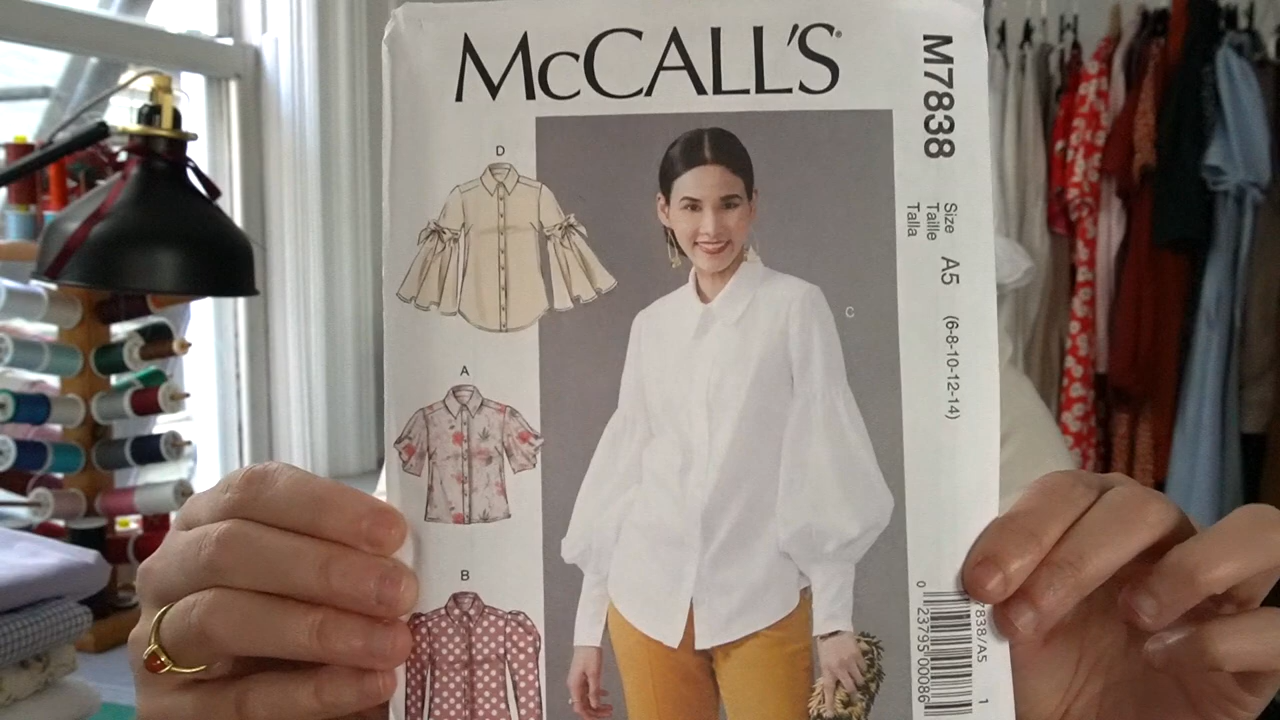 McCALL'S
M7838
Size
Taille
Talla
A5
(6-8-10-12-14)
D
A
B
C
0
23795 00086
7838/A5
1